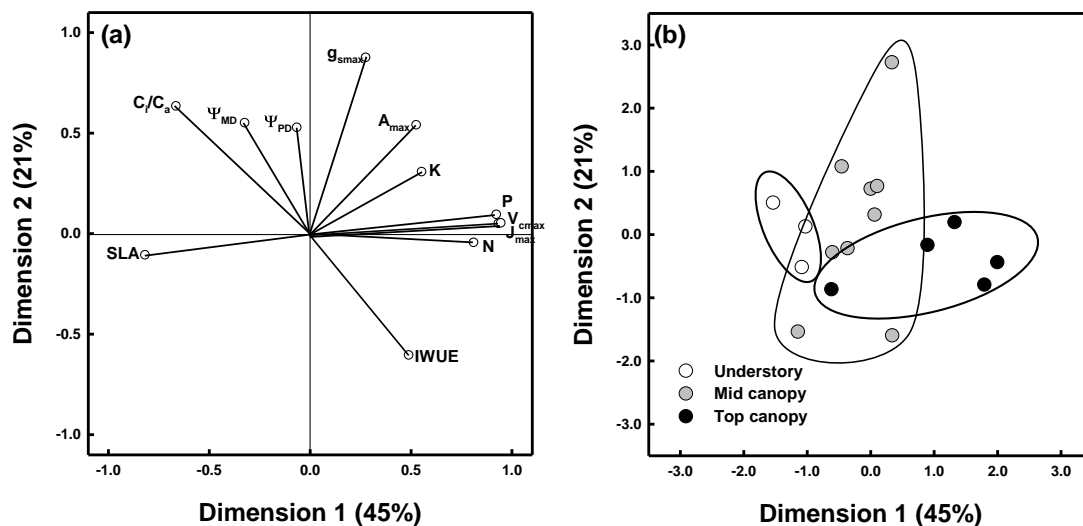 (a)
1.0
0.5
0.0
-0.5
-1.0
Dimension 2 (21%)
gsmax
Ci/Ca
ΨMD
ΨPD
Amax
K
P
Vcmax
Jmax
N
SLA
IWUE
-1.0 -0.5 0.0 0.5 1.0
Dimension 1 (45%)
(b)
3.0
2.0
1.0
0.0
-1.0
-2.0
-3.0
Dimension 2 (21%)
Understory
Mid canopy
Top canopy
-3.0 -2.0 -1.0 0.0 1.0 2.0 3.0
Dimension 1 (45%)